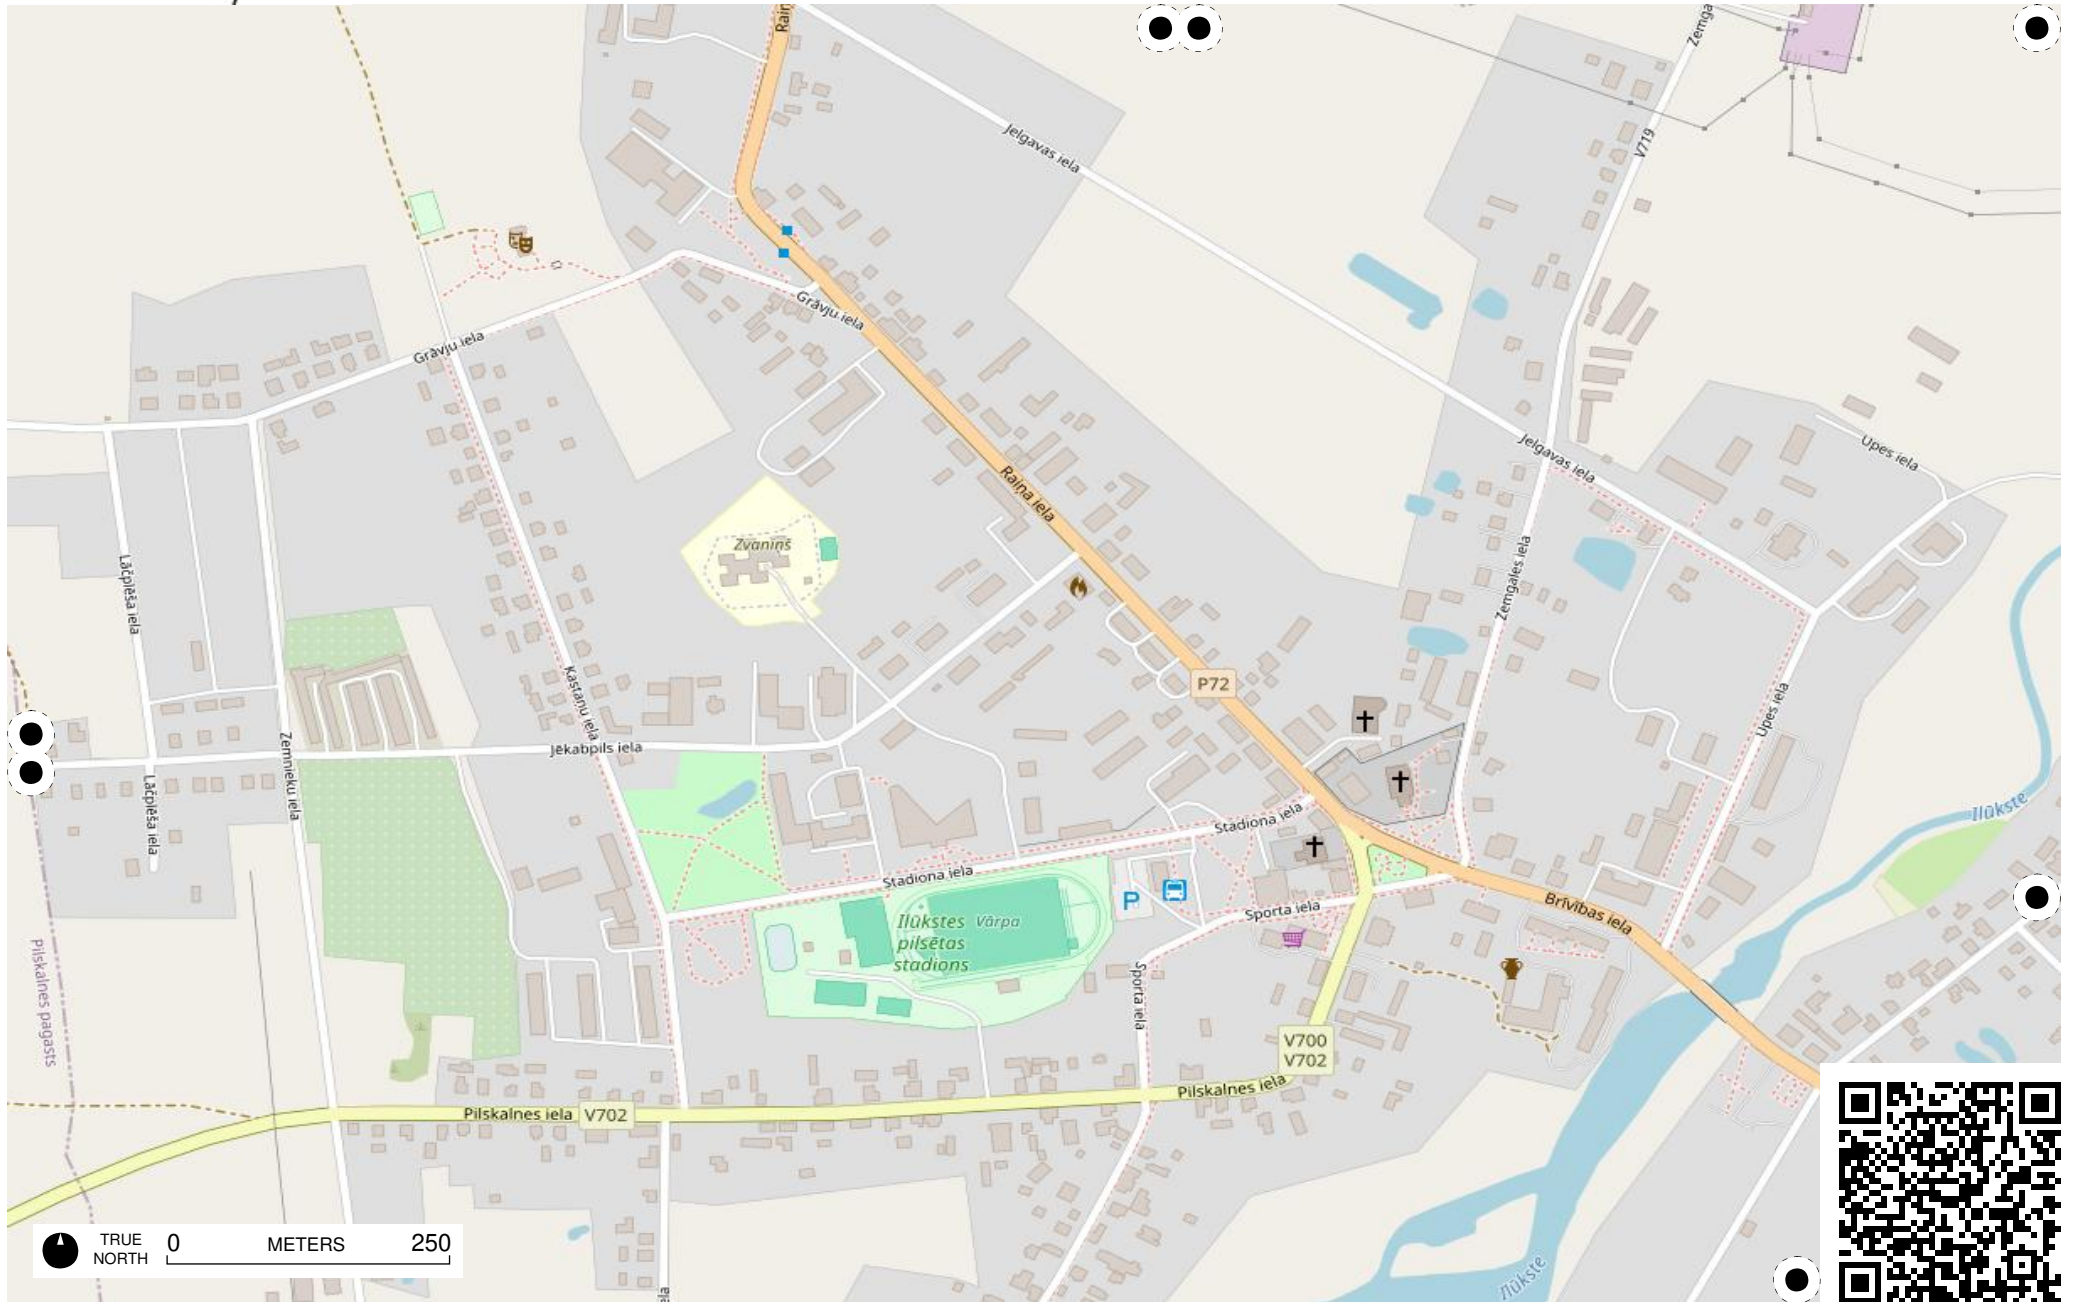 Jelgavas iela
V719
Grāvju iela
Grāvju iela
Jelgavas iela
Upes iela
Raiņa iela
Zvaniņš
Lāčplēša iela
Zemgales iela
Kastaņu iela
P72
Upes iela
Jēkabpils iela
Zemnieku iela
Lāčplēša iela
Stadiona iela
Stadiona iela
Ilūkste
P
Sporta iela
Brīvības iela
Ilūkstes
pilsētas
stadions
Vārpa
Pilskalnes pagasts
Sporta iela
V700
V702
Pilskalnes iela
Pilskalnes iela
V702
TRUE
NORTH
0 METERS 250
Ilūkste